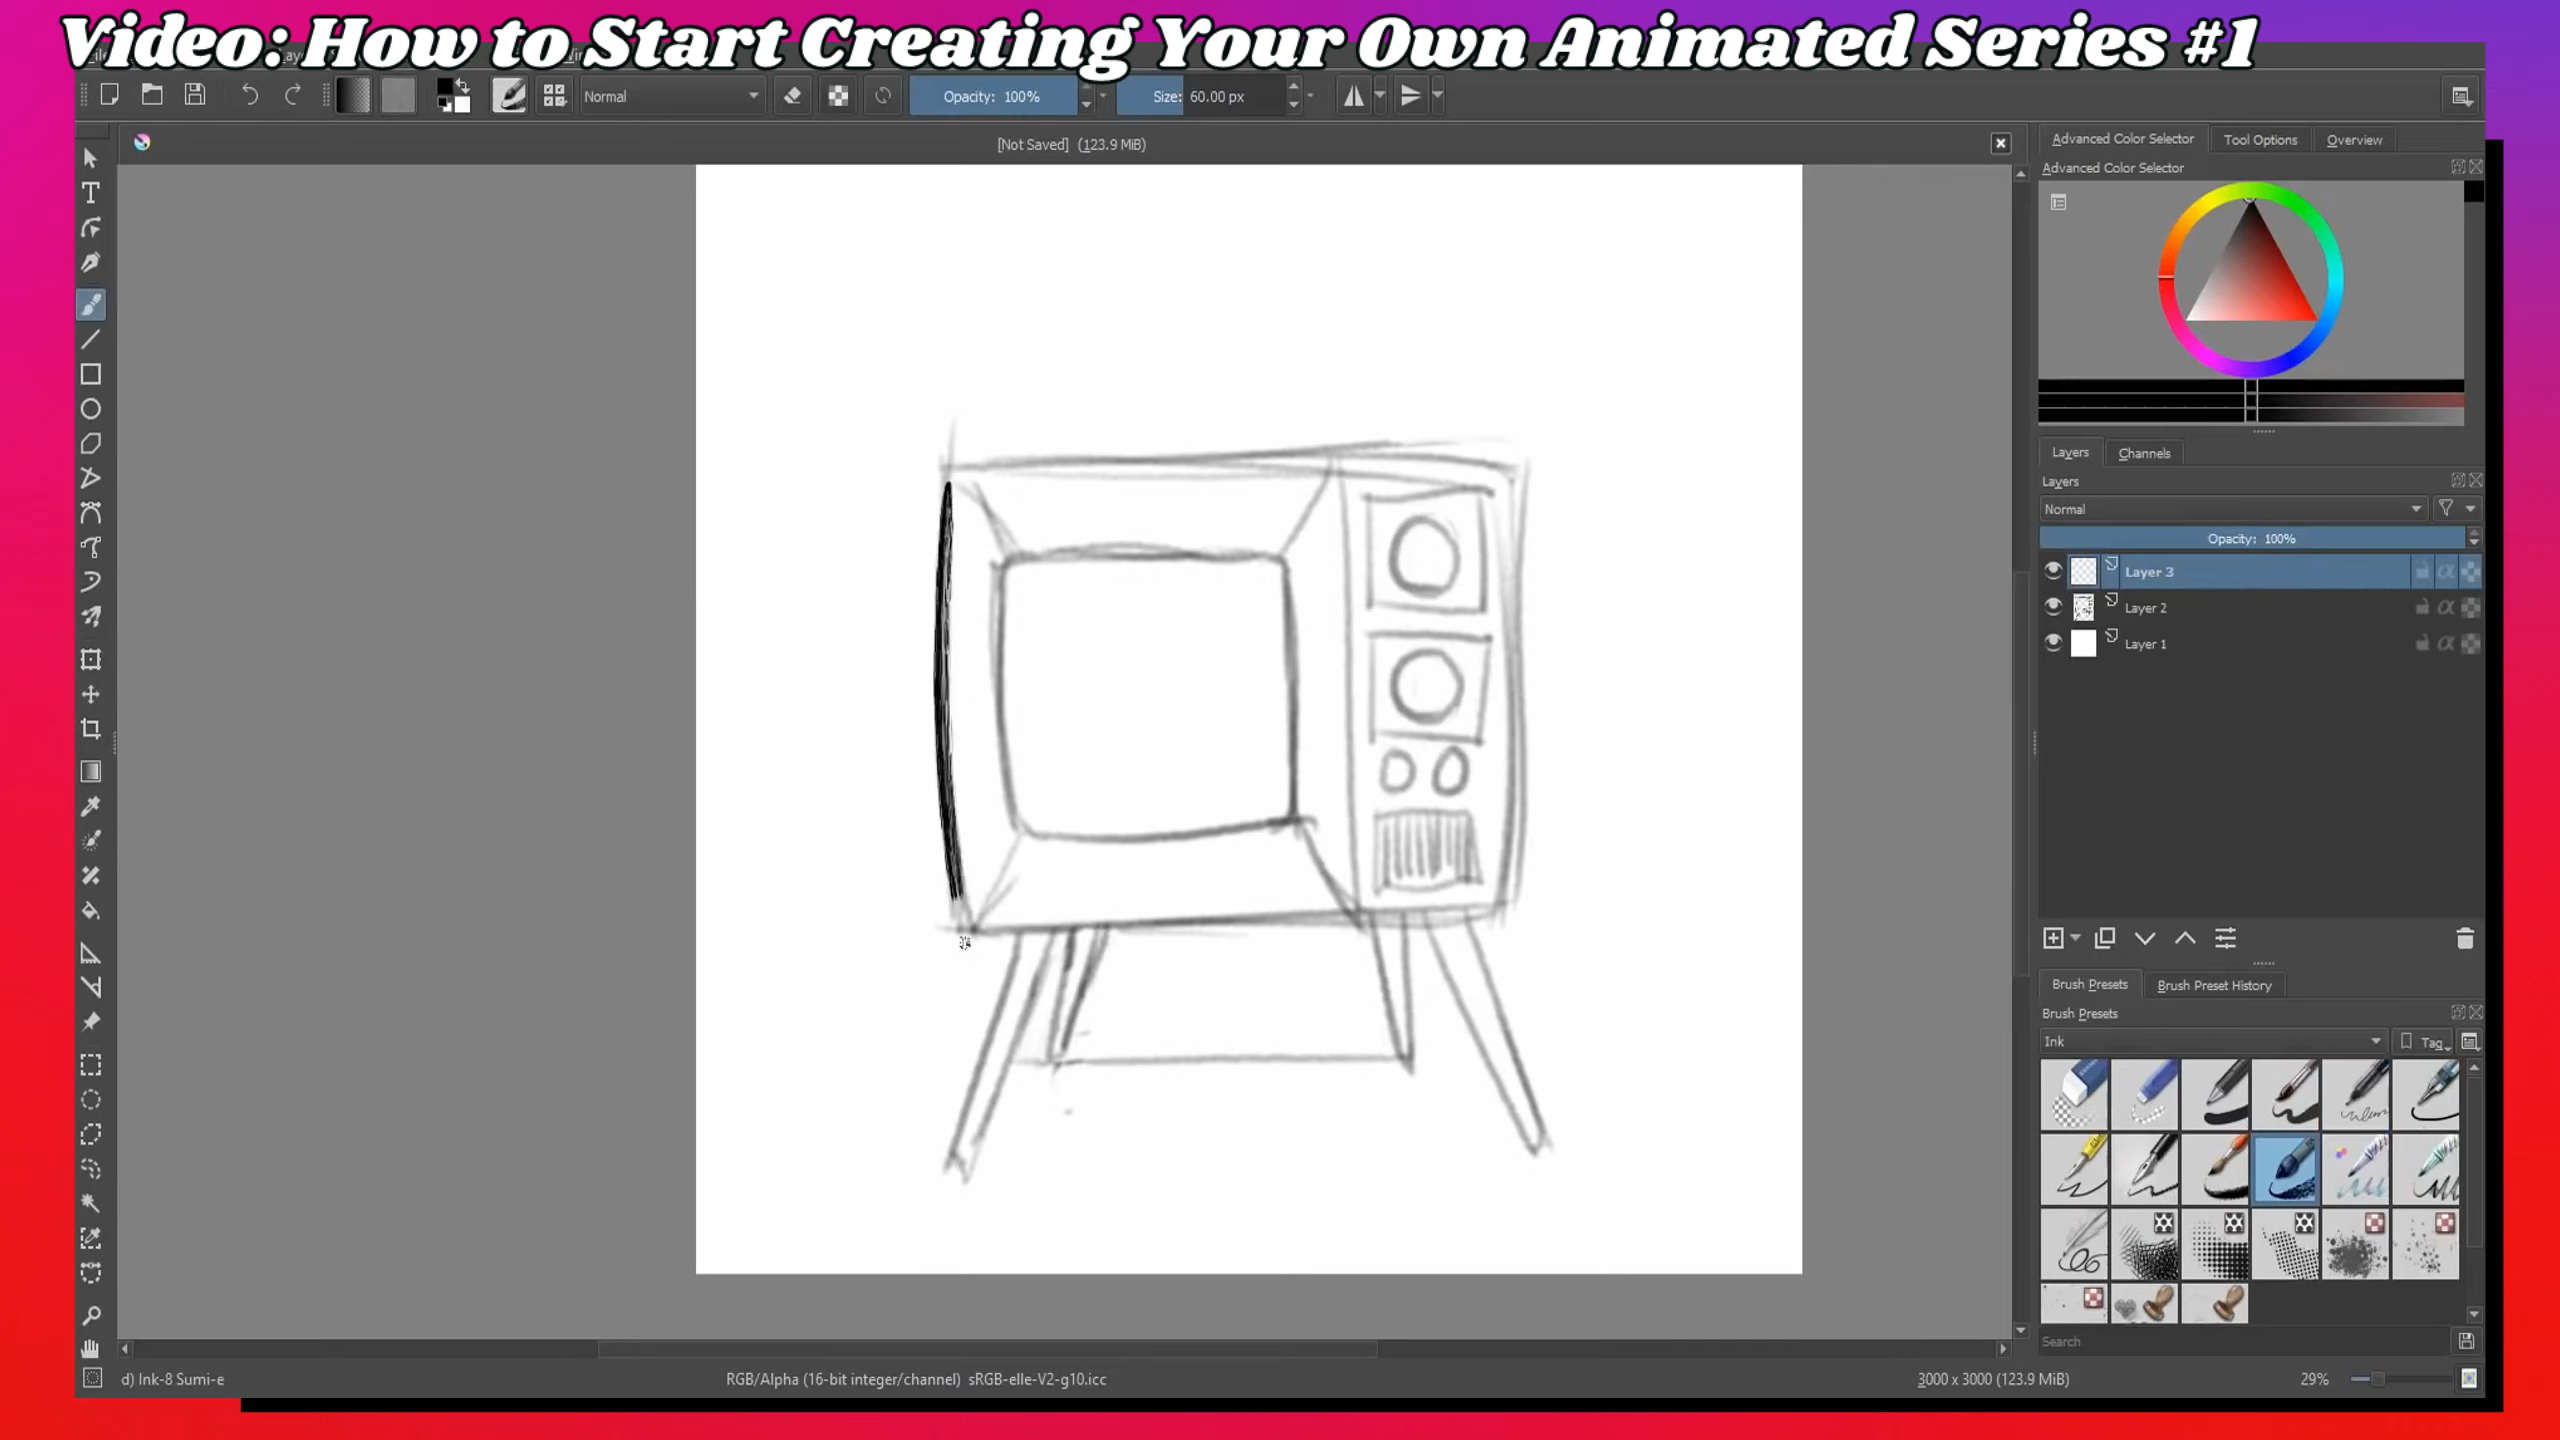 Video: How to Start Creating Your Own Animated Series #1
Normal
Opacity: 100%
Size: 60.00 px
[Not Saved] (123.9 MiB)
Advanced Color Selector
Tool Options
Overview
Advanced Color Selector
Layers
Channels
Layers
Normal
Opacity: 100%
Layer 3
Layer 2
Layer 1
Brush Presets
Brush Preset History
Brush Presets
Ink
Tag
Search
d) Ink-8 Sumi-e
RGB/Alpha (16-bit integer/channel) sRGB-elle-V2-g10.icc
3000 x 3000 (123.9 MiB)
29%